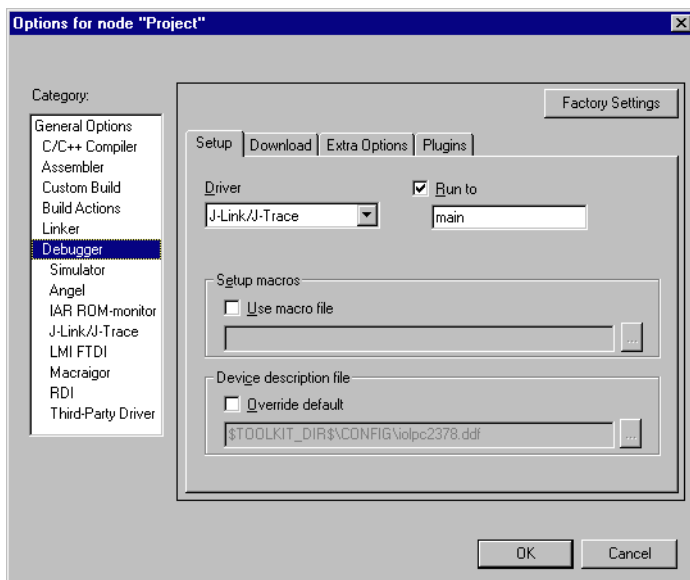 Options for node "Project"
Category:
General Options
C/C++ Compiler
Assembler
Custom Build
Build Actions
Linker
Debugger
Simulator
Angel
IAR ROM-monitor
J-Link/J-Trace
LMI FTDI
Macraigor
RDI
Third-Party Driver
Factory Settings
Setup Download Extra Options Plugins
Driver
J-Link/J-Trace
Run to
main
Setup macros
Use macro file
...
Device description file
Override default
$TOOLKIT_DIR$\CONFIG\iolpc2378.ddf
...
OK Cancel